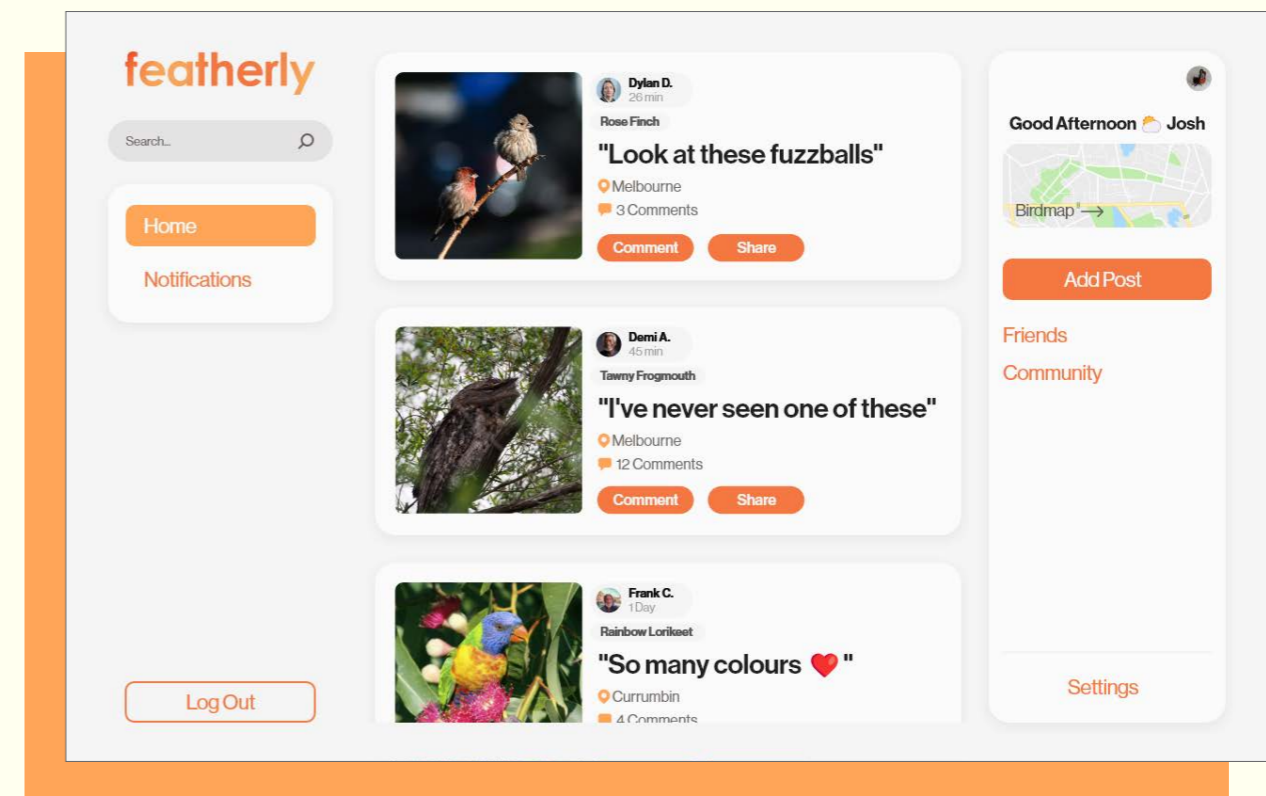 featherly
Search...
Home
Notifications
Log Out
Dylan D.
26 min
Rose Finch
"Look at these fuzzballs"
Melbourne
3 Comments
Comment
Share
Demi A.
45 min
Tawny Frogmouth
"I've never seen one of these"
Melbourne
12 Comments
Comment
Share
Frank C.
1 Day
Rainbow Lorikeet
"So many colours ❤️ "
Currumbin
4 Comments
Good Afternoon ⛅ Josh
Birdmap
Add Post
Friends
Community
Settings